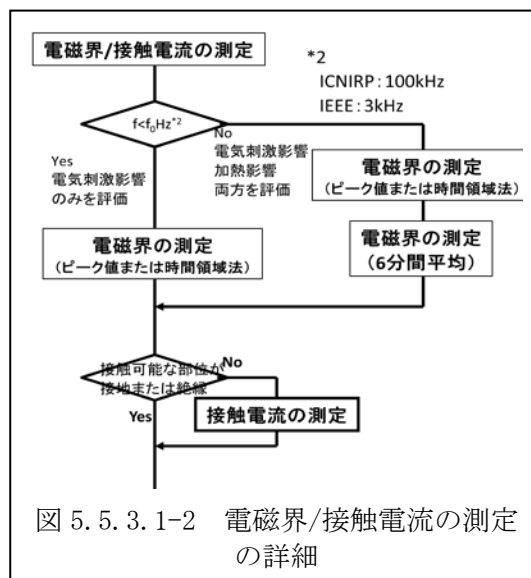 電磁界/接触電流の測定
*2
ICNIRP：100kHz
IEEE：3kHz
f<f₀Hz*2
Yes
電気刺激影響
のみを評価
No
電気刺激影響
加熱影響
両方を評価
電磁界の測定
(ピーク値または時間領域法)
電磁界の測定
(ピーク値または時間領域法)
電磁界の測定
(6分間平均)
接触可能な部位が
接地または絶縁
No
Yes
接触電流の測定
図 5.5.3.1-2 電磁界/接触電流の測定
の詳細